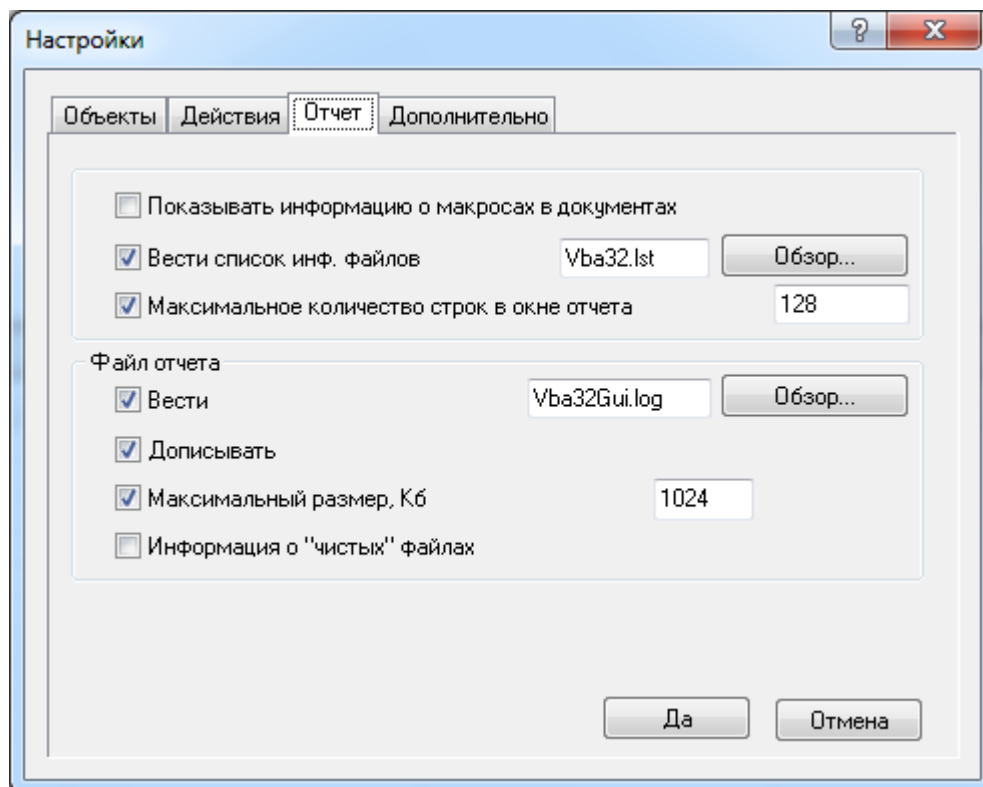 Настройки
Объекты Действия Отчет Дополнительно
Показывать информацию о макросах в документах
Вести список инф. файлов Vba32.lst Обзор...
Максимальное количество строк в окне отчета 128
Файл отчета
Вести Vba32Gui.log Обзор...
Дописывать
Максимальный размер, Кб 1024
Информация о "чистых" файлах
Да Отмена